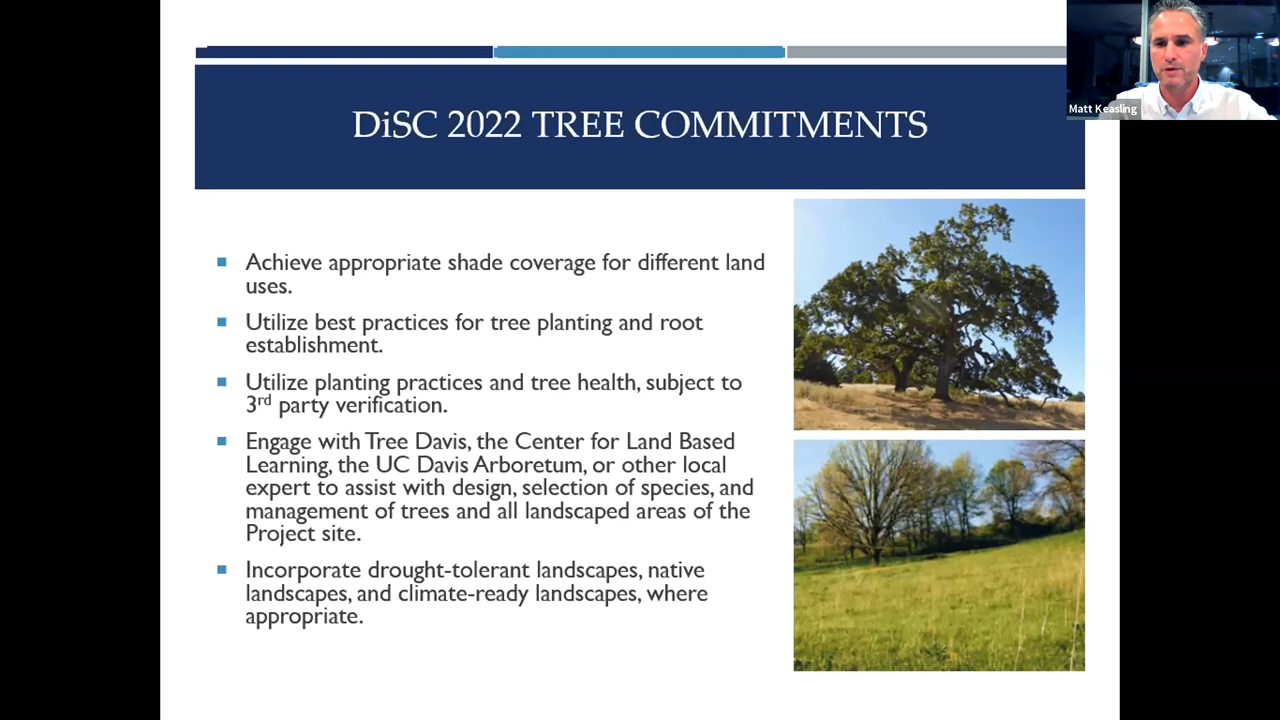 Matt Keasling
DiSC 2022 TREE COMMITMENTS
Achieve appropriate shade coverage for different land
uses.
Utilize best practices for tree planting and root
establishment.
Utilize planting practices and tree health, subject to
3rd party verification.
Engage with Tree Davis, the Center for Land Based
Learning, the UC Davis Arboretum, or other local
expert to assist with design, selection of species, and
management of trees and all landscaped areas of the
Project site.
Incorporate drought-tolerant landscapes, native
landscapes, and climate-ready landscapes, where
appropriate.